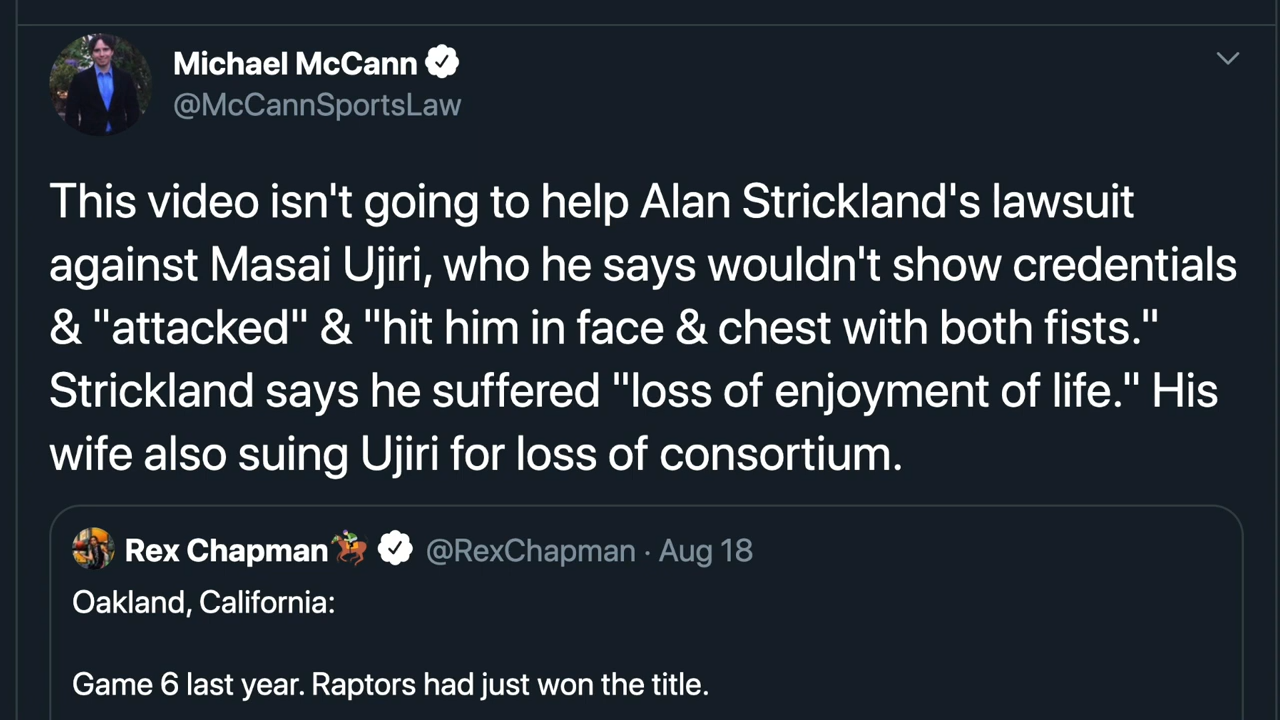 Michael McCann
@McCannSportsLaw
This video isn't going to help Alan Strickland's lawsuit
against Masai Ujiri, who he says wouldn't show credentials
& "attacked" & "hit him in face & chest with both fists."
Strickland says he suffered "loss of enjoyment of life." His
wife also suing Ujiri for loss of consortium.
Rex Chapman🏇 @RexChapman · Aug 18
Oakland, California:
Game 6 last year. Raptors had just won the title.